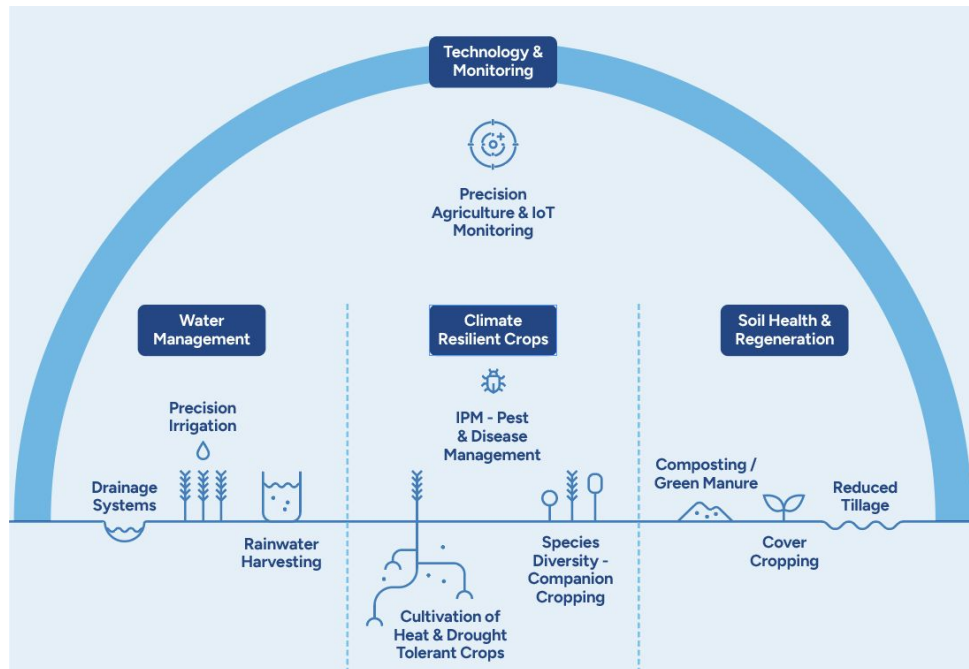 Technology &
Monitoring
Precision
Agriculture & IoT
Monitoring
Water
Management
Precision
Irrigation
Drainage
Systems
Rainwater
Harvesting
Climate
Resilient Crops
IPM - Pest
& Disease
Management
Cultivation of
Heat & Drought
Tolerant Crops
Species
Diversity -
Companion
Cropping
Soil Health &
Regeneration
Composting /
Green Manure
Cover
Cropping
Reduced
Tillage